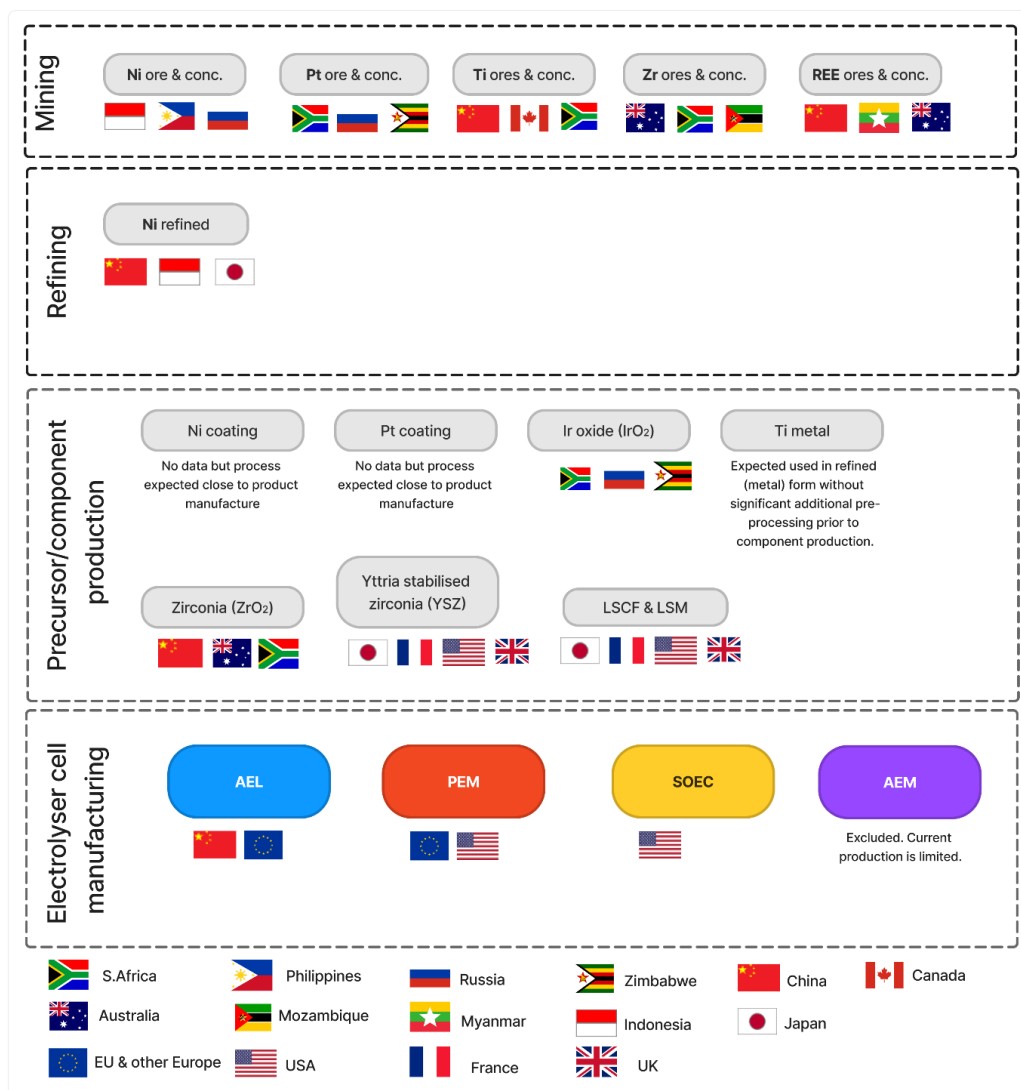 Mining
Ni ore & conc.
Pt ore & conc.
Ti ores & conc.
Zr ores & conc.
REE ores & conc.
Refining
Ni refined
Precursor/component
production
Ni coating
No data but process
expected close to product
manufacture
Pt coating
No data but process
expected close to product
manufacture
Ir oxide (IrO₂)
Ti metal
Expected used in refined
(metal) form without
significant additional pre-
processing prior to
component production.
Zirconia (ZrO₂)
Yttria stabilised
zirconia (YSZ)
LSCF & LSM
Electrolyser cell
manufacturing
AEL
PEM
SOEC
AEM
Excluded. Current
production is limited.
S.Africa
Philippines
Russia
Zimbabwe
China
Canada
Australia
Mozambique
Myanmar
Indonesia
Japan
EU & other Europe
USA
France
UK